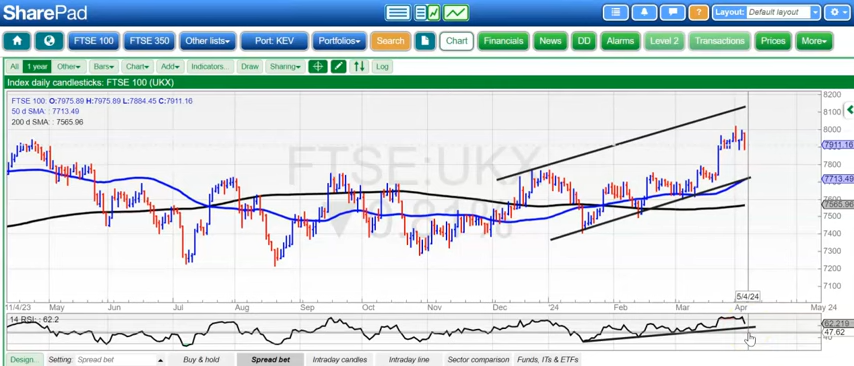 SharePad
Layout: Default layout
FTSE 100 FTSE 350 Other lists Port: KEV Portfolios Search Chart Financials News DD Alarms Level 2 Transactions Prices More
All 1 year Other Bars Chart Add Indicators... Draw Sharing Log
Index daily candlesticks: FTSE 100 (UKX)
FTSE 100: O:7975.89 H:7975.89 L:7884.45 C:7911.16
50 d SMA: : 7713.49
200 d SMA: : 7565.96
FTSE:UKX
8200
8100
8000
7911.16
7800
7713.49
7565.96
7500
7400
7300
7200
7100
5/4/24
11/4/23 May Jun Jul Aug Sep Oct Nov Dec '24 Feb Mar Apr May 24
14 RSI: : 62.2
62.219
47.62
Design... Setting: Spread bet Buy & hold Spread bet Intraday candles Intraday line Sector comparison Funds, ITs & ETFs